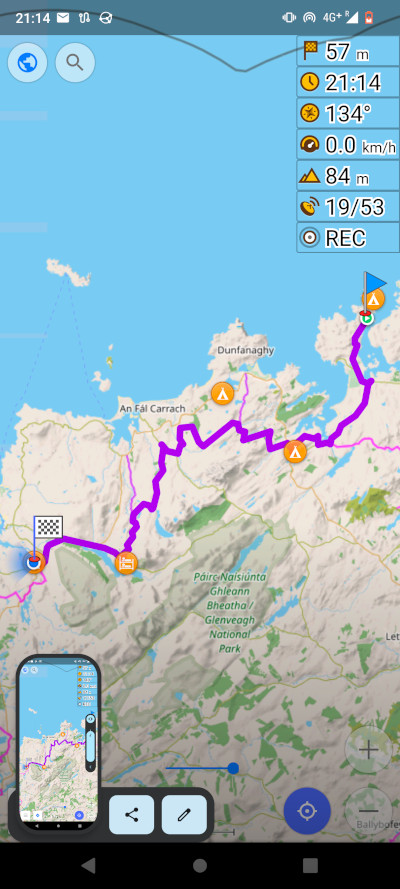 21:14
4G+ R
57 m
21:14
134°
0.0 km/h
84 m
19/53
REC
Dunfanaghy
An Fál Carrach
Páirc Naisiúnta
Ghleann
Bheatha /
Glenveagh
National
Park
Let
Ballybofey